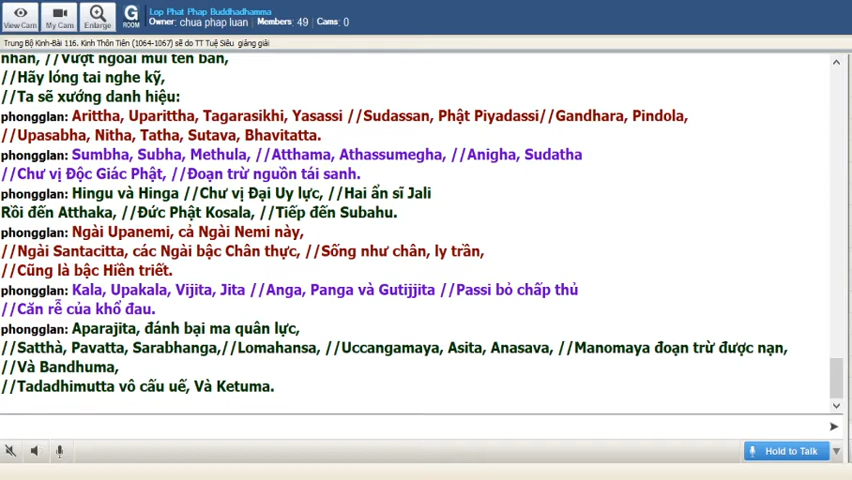 View Cam
My Cam
Enlarge
G
ROOM
Lop Phat Phap Buddhadhamma
Owner: chua phap luan Members: 49 Cams: 0
Trung Bộ Kinh-Bài 116. Kinh Thôn Tiên (1064-1067) sẽ do TT Tuệ Siêu giảng giải
nhân, //Vượt ngoài mũi tên bắn,
//Hãy lóng tai nghe kỹ,
//Ta sẽ xướng danh hiệu:
phongglan: Arittha, Uparittha, Tagarasikhi, Yasassi //Sudassan, Phật Piyadassi//Gandhara, Pindola,
//Upasabha, Nitha, Tatha, Sutava, Bhavitatta.
phongglan: Sumbha, Subha, Methula, //Atthama, Athassumegha, //Anigha, Sudatha
//Chư vị Độc Giác Phật, //Đoạn trừ nguồn tái sanh.
phongglan: Hingu và Hinga //Chư vị Đại Uy lực, //Hai ẩn sĩ Jali
Rồi đến Atthaka, //Đức Phật Kosala, //Tiếp đến Subahu.
phongglan: Ngài Upanemi, cả Ngài Nemi này,
//Ngài Santacitta, các Ngài bậc Chân thực, //Sống như chân, ly trần,
//Cũng là bậc Hiền triết.
phongglan: Kala, Upakala, Vijita, Jita //Anga, Panga và Gutijjita //Passi bỏ chấp thủ
//Căn rễ của khổ đau.
phongglan: Aparajita, đánh bại ma quân lực,
//Satthà, Pavatta, Sarabhanga,//Lomahansa, //Uccangamaya, Asita, Anasava, //Manomaya đoạn trừ được nạn,
//Và Bandhuma,
//Tadadhimutta vô cấu uế, Và Ketuma.
Hold to Talk